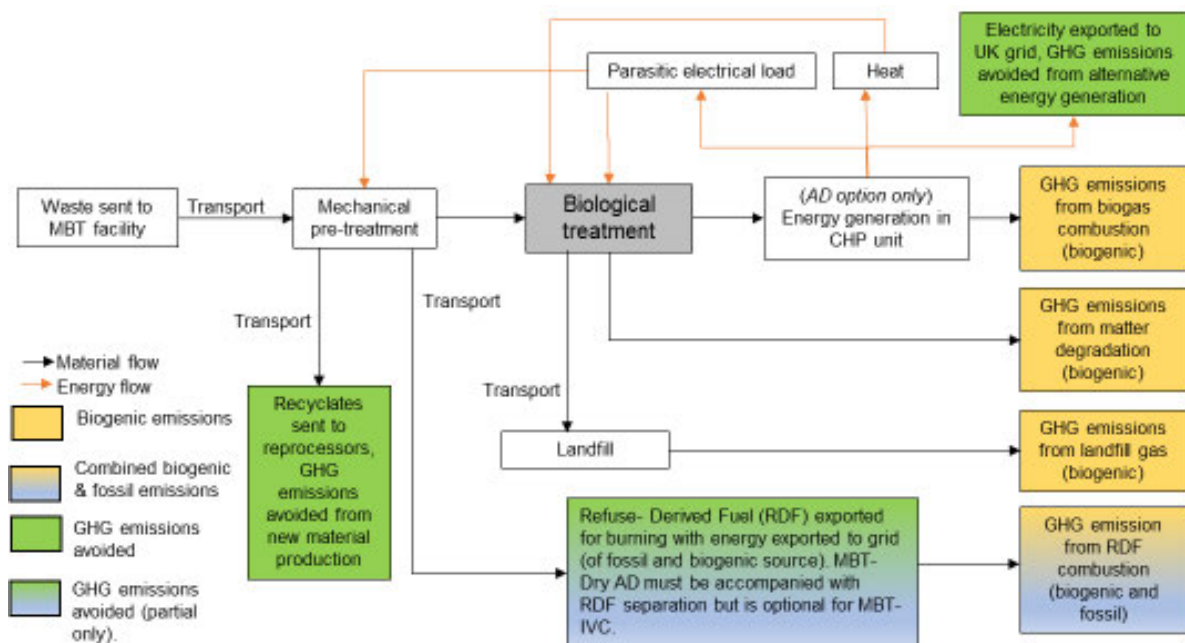 Electricity exported to
UK grid, GHG emissions
avoided from alternative
energy generation
Parasitic electrical load
Heat
Waste sent to
MBT facility
Transport
Mechanical
pre-treatment
Biological
treatment
(AD option only)
Energy generation in
CHP unit
GHG emissions
from biogas
combustion
(biogenic)
Transport
Transport
GHG emissions
from matter
degradation
(biogenic)
Material flow
Energy flow
Transport
Biogenic emissions
Recyclates
sent to
reprocessors,
GHG
emissions
avoided from
new material
production
Landfill
GHG emissions
from landfill gas
(biogenic)
Combined biogenic
& fossil emissions
GHG emissions
avoided
GHG emissions
avoided (partial
only).
Refuse- Derived Fuel (RDF) exported
for burning with energy exported to grid
(of fossil and biogenic source). MBT-
Dry AD must be accompanied with
RDF separation but is optional for MBT-
IVC.
GHG emission
from RDF
combustion
(biogenic and
fossil)